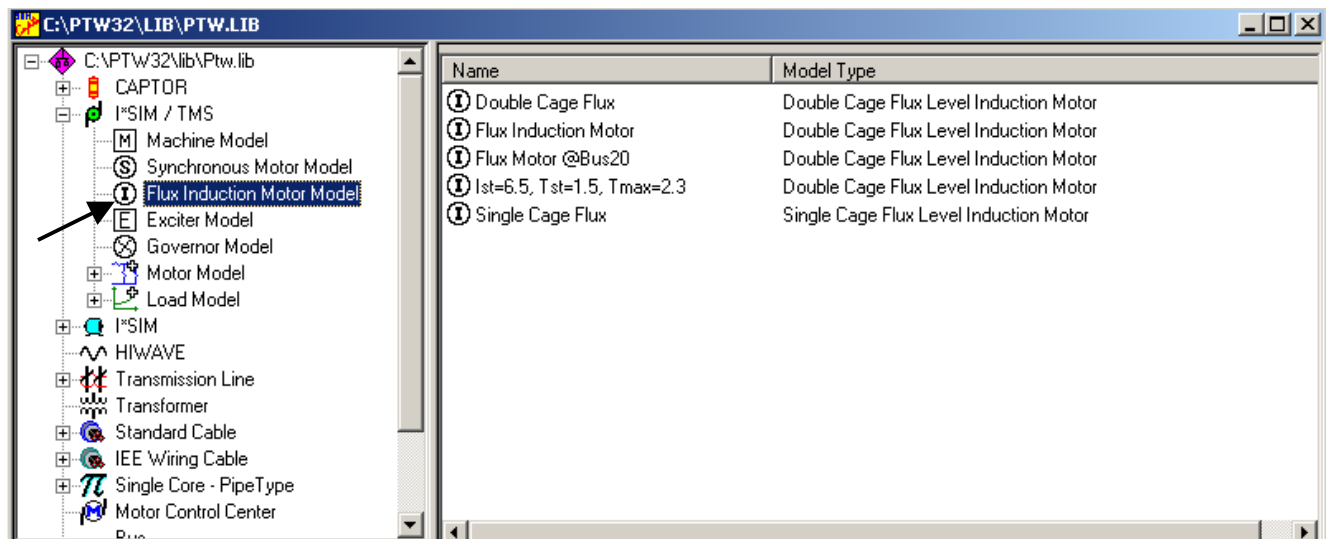 C:\PTW32\LIB\PTW.LIB
C:\PTW32\lib\Ptw.lib
CAPTOR
I*SIM / TMS
M Machine Model
S Synchronous Motor Model
I Flux Induction Motor Model
E Exciter Model
Governor Model
Motor Model
Load Model
I*SIM
HIWAVE
Transmission Line
Transformer
Standard Cable
IEE Wiring Cable
Single Core - PipeType
M Motor Control Center
Bus
Name Model Type
I Double Cage Flux Double Cage Flux Level Induction Motor
I Flux Induction Motor Double Cage Flux Level Induction Motor
I Flux Motor @Bus20 Double Cage Flux Level Induction Motor
I Ist=6.5, Tst=1.5, Tmax=2.3 Double Cage Flux Level Induction Motor
I Single Cage Flux Single Cage Flux Level Induction Motor